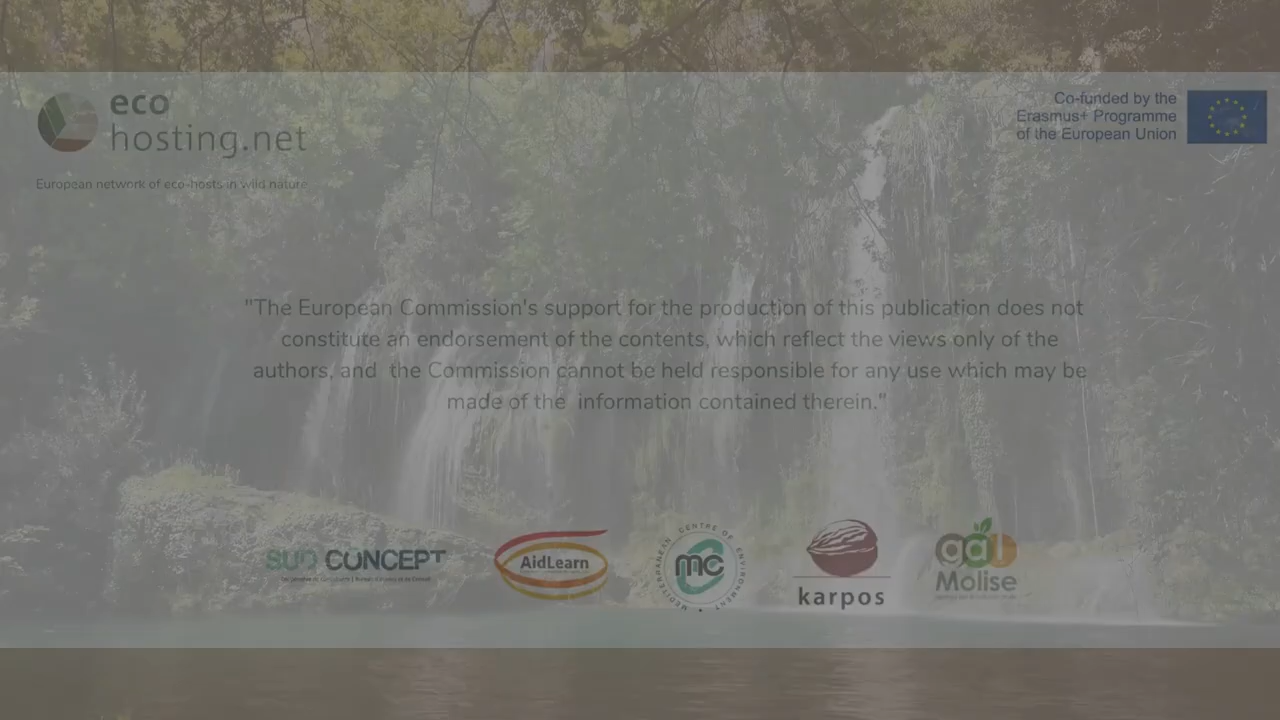 eco
hosting.net
European network of eco-hosts in wild nature
Co-funded by the
Erasmus+ Programme
of the European Union
"The European Commission's support for the production of this publication does not
constitute an endorsement of the contents, which reflect the views only of the
authors, and the Commission cannot be held responsible for any use which may be
made of the information contained therein."
SUD CONCEPT
AidLearn
MEDITERRANEAN CENTRE OF ENVIRONMENT
mc
karpos
gal
Molise